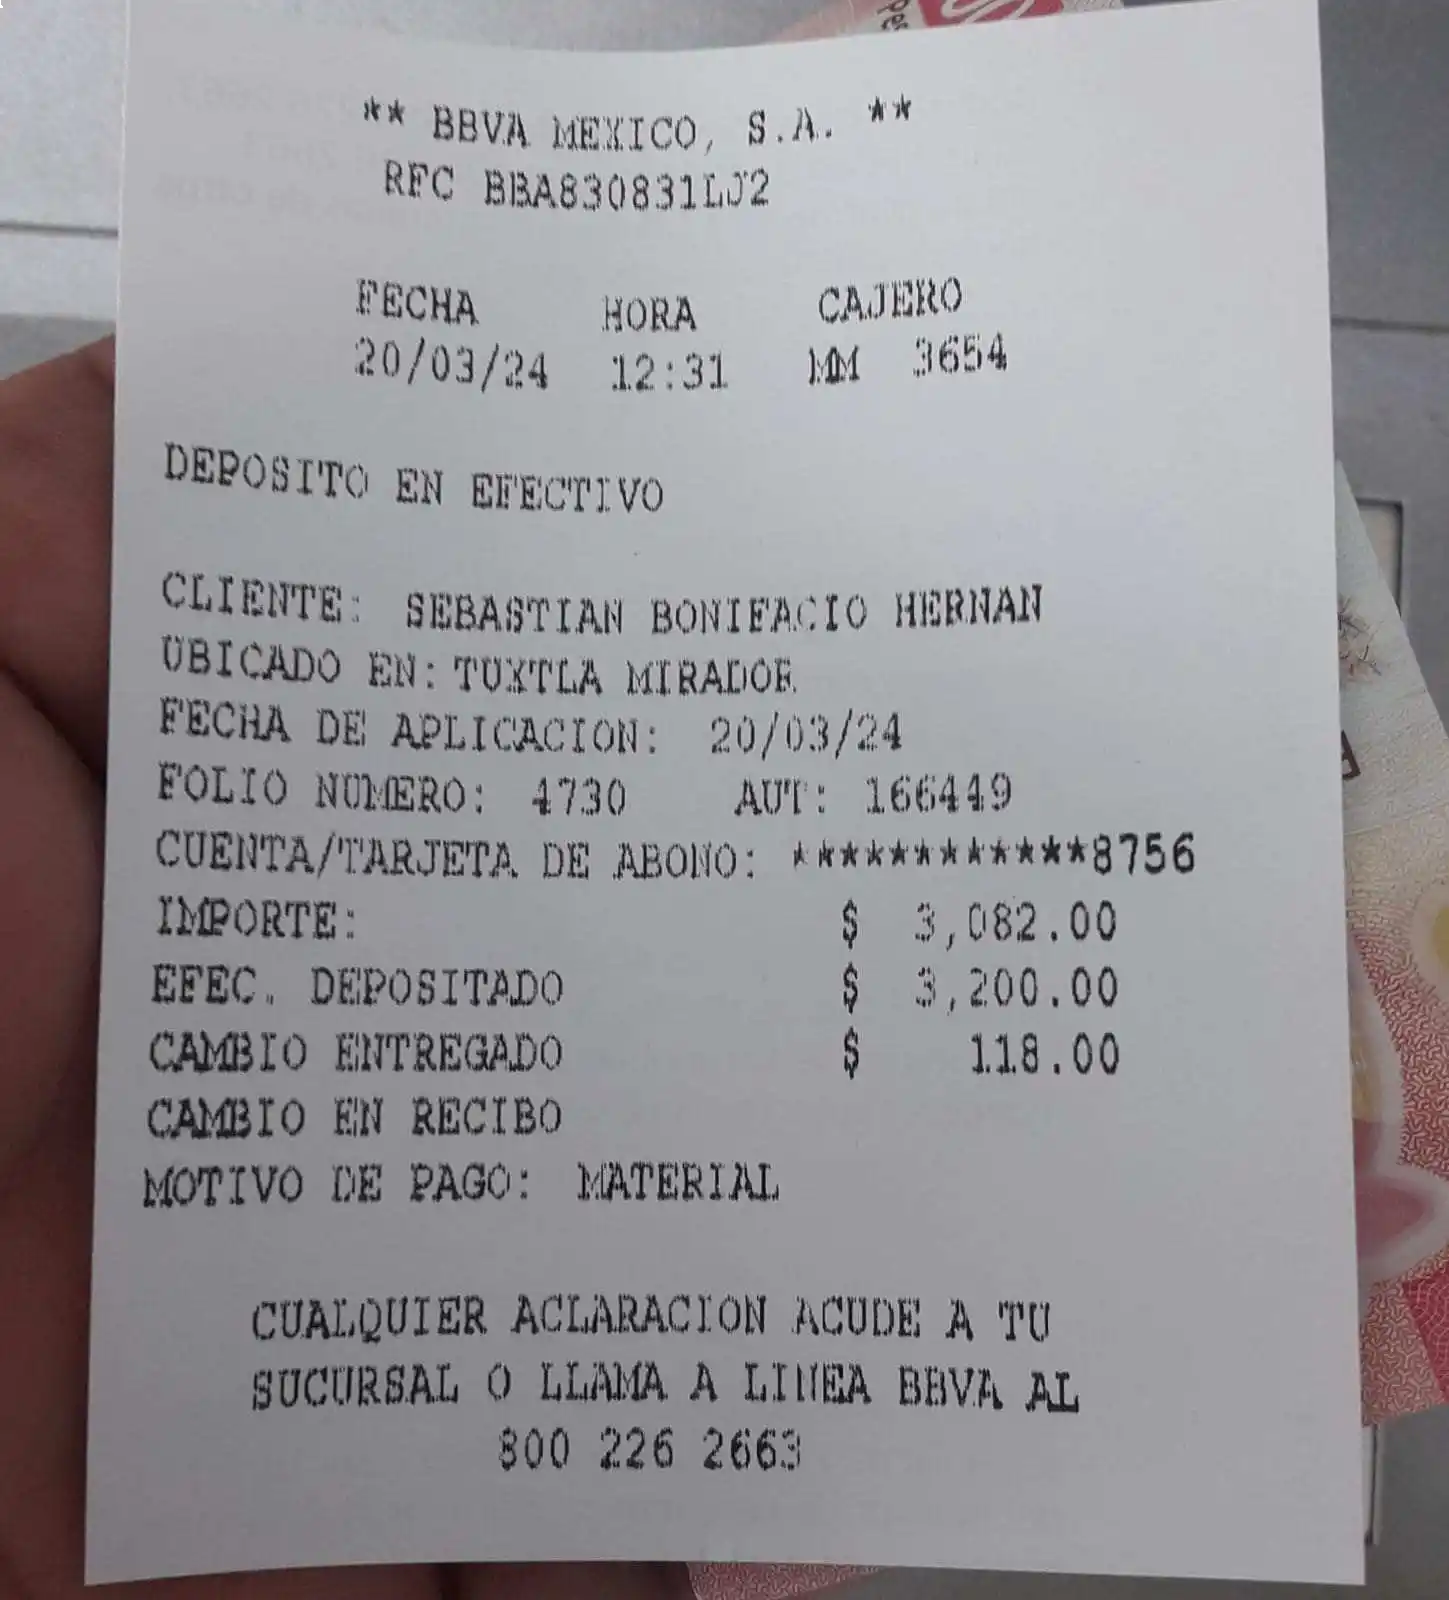 ** BBVA MEXICO, S.A. **
RFC BBA830831LJ2
FECHA HORA CAJERO
20/03/24 12:31 MM 3654
DEPOSITO EN EFECTIVO
CLIENTE: SEBASTIAN BONIFACIO HERNAN
UBICADO EN: TUXTLA MIRADOR
FECHA DE APLICACION: 20/03/24
FOLIO NUMERO: 4730 AUT: 166449
CUENTA/TARJETA DE ABONO: ************8756
IMPORTE: $ 3,082.00
EFEC. DEPOSITADO $ 3,200.00
CAMBIO ENTREGADO $ 118.00
CAMBIO EN RECIBO
MOTIVO DE PAGO: MATERIAL
CUALQUIER ACLARACION ACUDE A TU
SUCURSAL O LLAMA A LINEA BBVA AL
800 226 2663